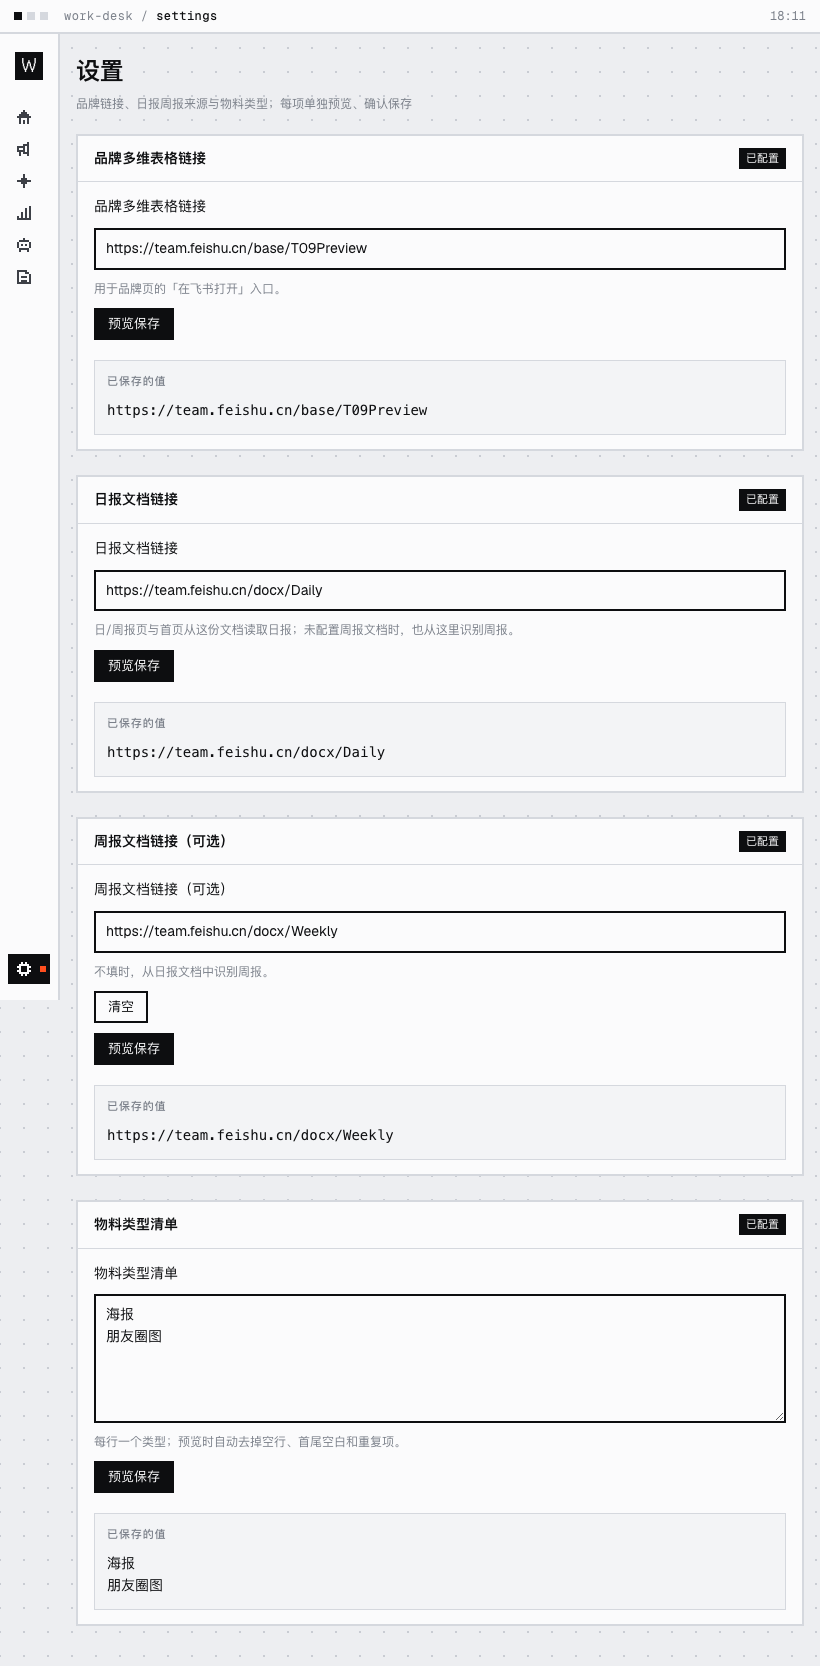 work-desk / settings
18:11
W
设置
品牌链接、日报周报来源与物料类型；每项单独预览、确认保存
品牌多维表格链接
已配置
品牌多维表格链接
https://team.feishu.cn/base/T09Preview
用于品牌页的「在飞书打开」入口。
预览保存
已保存的值
https://team.feishu.cn/base/T09Preview
日报文档链接
已配置
日报文档链接
https://team.feishu.cn/docx/Daily
日/周报页与首页从这份文档读取日报；未配置周报文档时，也从这里识别周报。
预览保存
已保存的值
https://team.feishu.cn/docx/Daily
周报文档链接（可选）
已配置
周报文档链接（可选）
https://team.feishu.cn/docx/Weekly
不填时，从日报文档中识别周报。
清空
预览保存
已保存的值
https://team.feishu.cn/docx/Weekly
物料类型清单
已配置
物料类型清单
海报
朋友圈图
每行一个类型；预览时自动去掉空行、首尾空白和重复项。
预览保存
已保存的值
海报
朋友圈图